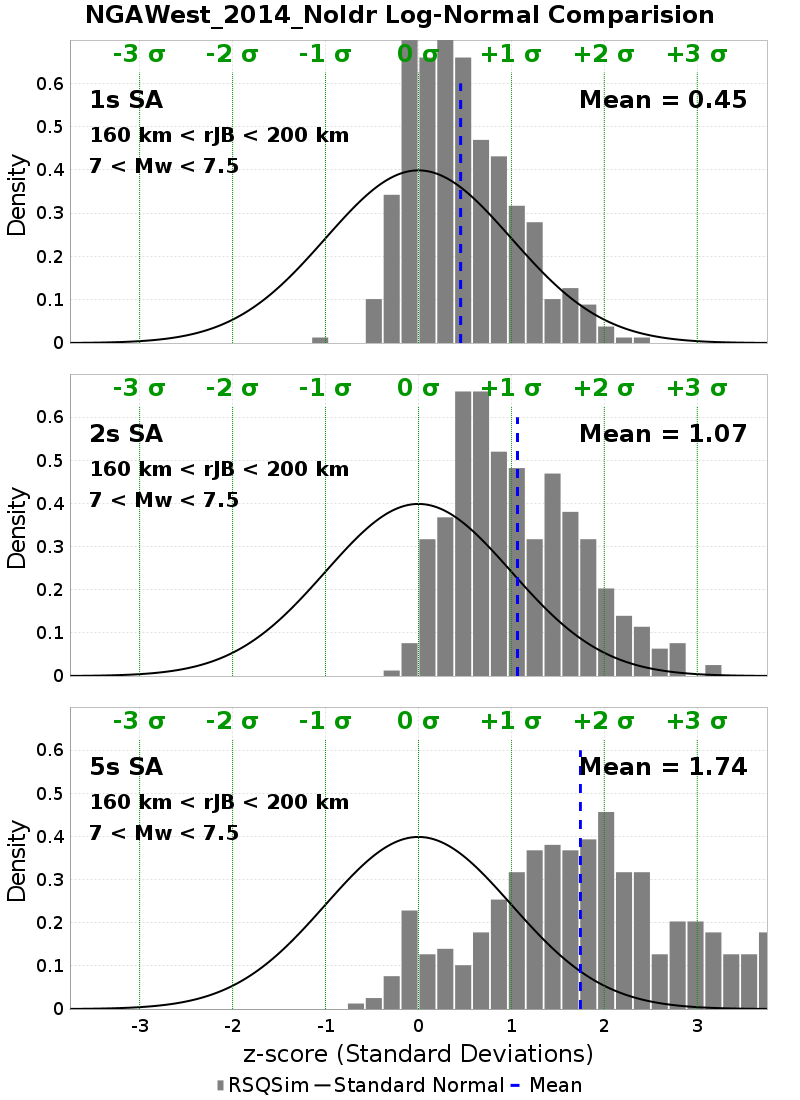 NGAWest_2014_NoIdr Log-Normal Comparision
-3 σ -2 σ -1 σ 0 σ +1 σ +2 σ +3 σ
1s SA
Mean = 0.45
160 km < rJB < 200 km
7 < Mw < 7.5
Density
0.6
0.5
0.4
0.3
0.2
0.1
0
-3 σ -2 σ -1 σ 0 σ +1 σ +2 σ +3 σ
2s SA
Mean = 1.07
160 km < rJB < 200 km
7 < Mw < 7.5
Density
0.6
0.5
0.4
0.3
0.2
0.1
0
-3 σ -2 σ -1 σ 0 σ +1 σ +2 σ +3 σ
5s SA
Mean = 1.74
160 km < rJB < 200 km
7 < Mw < 7.5
Density
0.6
0.5
0.4
0.3
0.2
0.1
0
-3 -2 -1 0 1 2 3
z-score (Standard Deviations)
RSQSim Standard Normal Mean